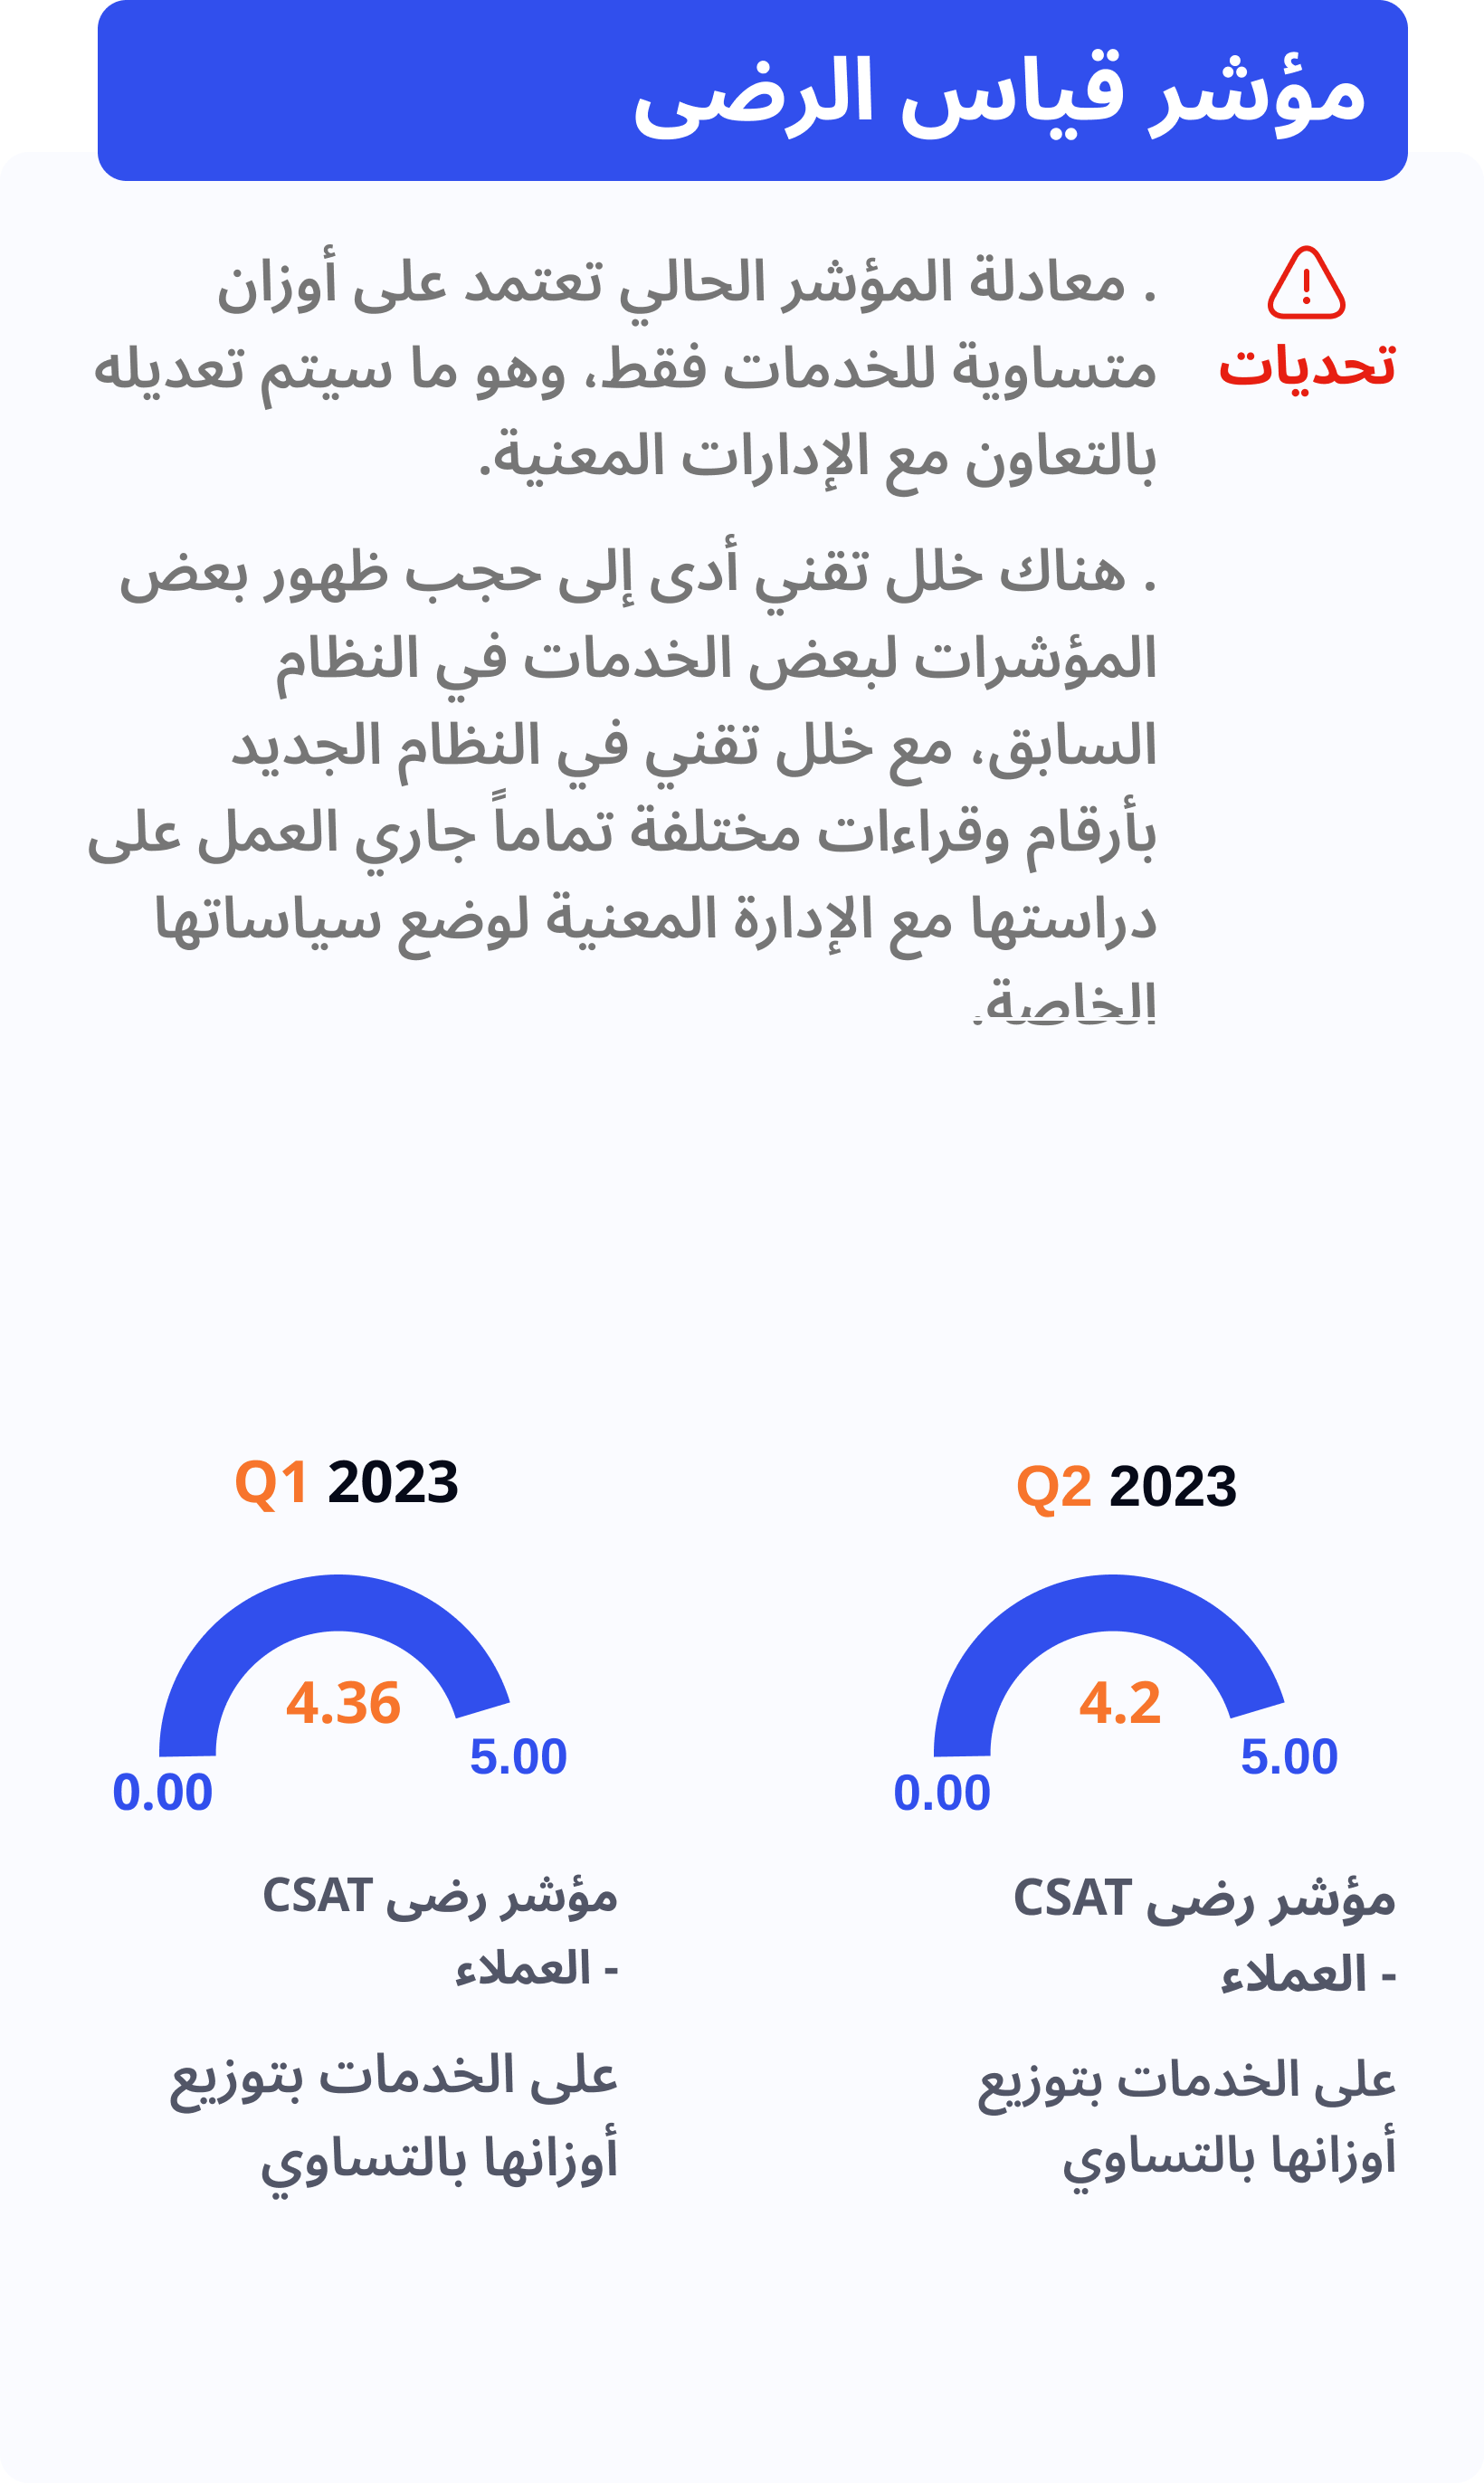 مؤشر قياس الرضى
تحديات
. معادلة المؤشر الحالي تعتمد على أوزان
متساوية للخدمات فقط، وهو ما سيتم تعديله
بالتعاون مع الإدارات المعنية.
. هناك خلل تقني أدى إلى حجب ظهور بعض
المؤشرات لبعض الخدمات في النظام
السابق، مع خلل تقني في النظام الجديد
بأرقام وقراءات مختلفة تماماً جاري العمل على
دراستها مع الإدارة المعنية لوضع سياساتها
الخاصة.
Q2 2023
4.2
0.00
5.00
مؤشر رضى CSAT
- العملاء
على الخدمات بتوزيع
أوزانها بالتساوي
Q1 2023
4.36
0.00
5.00
مؤشر رضى CSAT
- العملاء
على الخدمات بتوزيع
أوزانها بالتساوي